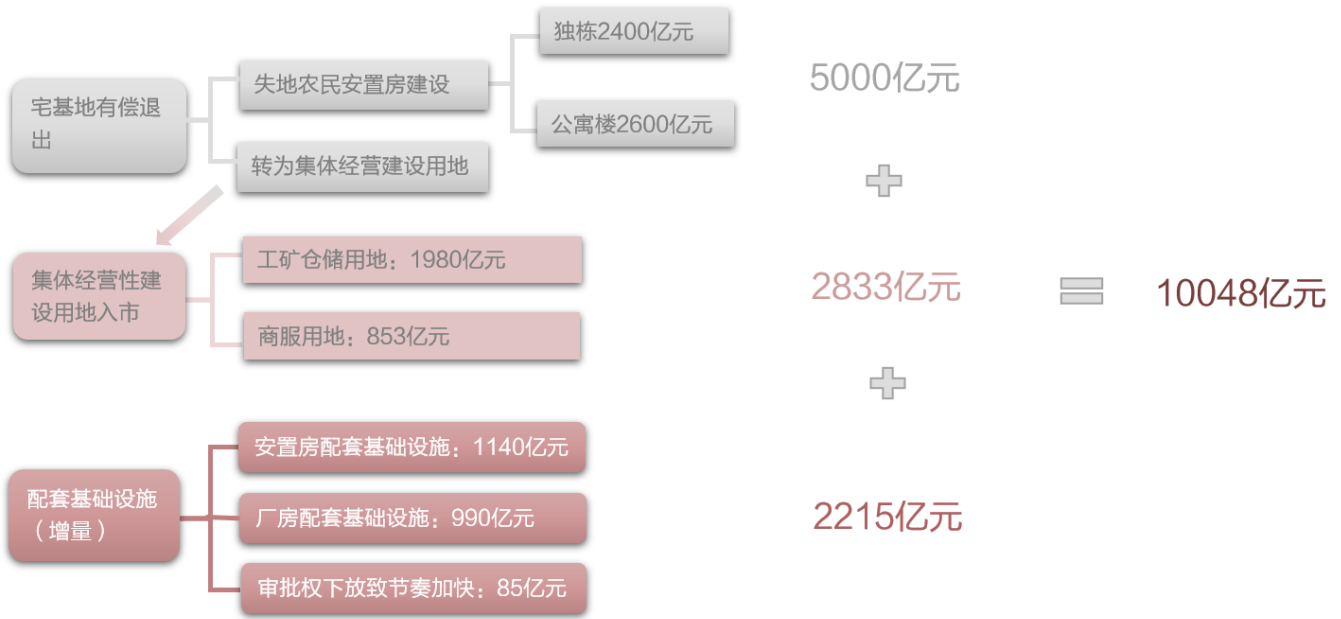 独栋2400亿元
失地农民安置房建设
5000亿元
宅基地有偿退
出
公寓楼2600亿元
转为集体经营建设用地
工矿仓储用地：1980亿元
集体经营性建
设用地入市
2833亿元
10048亿元
商服用地：853亿元
安置房配套基础设施：1140亿元
配套基础设施
（增量）
厂房配套基础设施：990亿元
2215亿元
审批权下放致节奏加快：85亿元